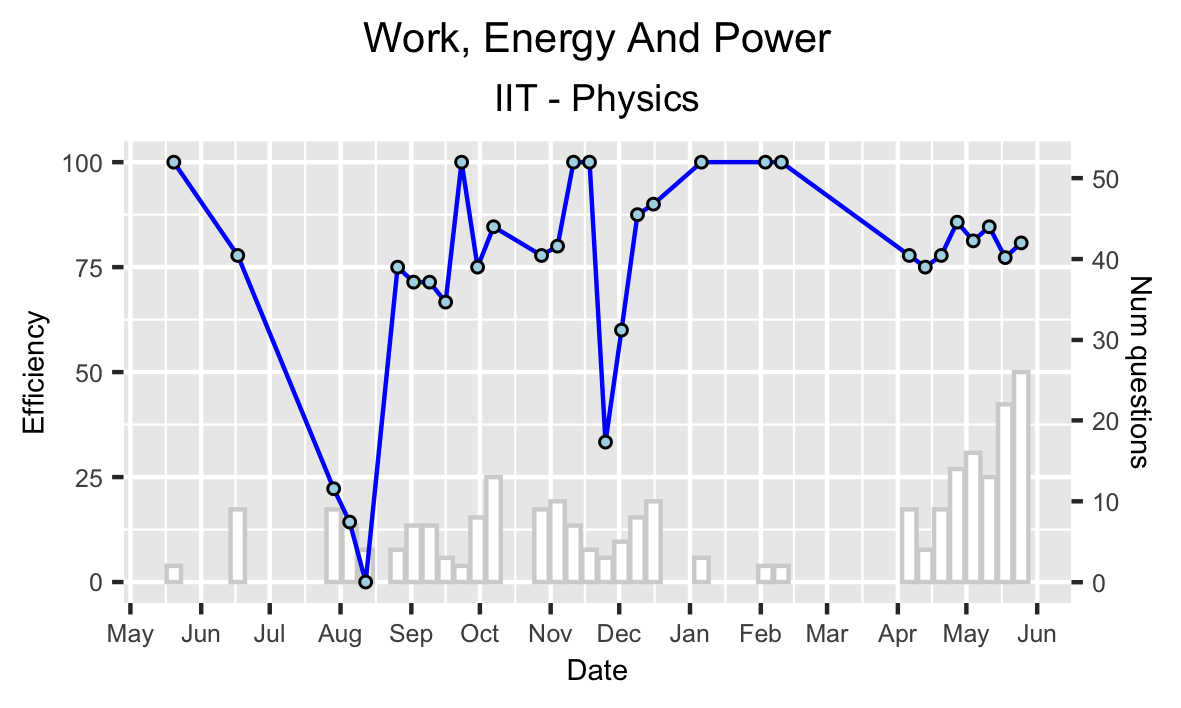 Work, Energy And Power
IIT - Physics
Efficiency
100
75
50
25
0
50
40
30
20
10
0
Num questions
May Jun Jul Aug Sep Oct Nov Dec Jan Feb Mar Apr May Jun
Date